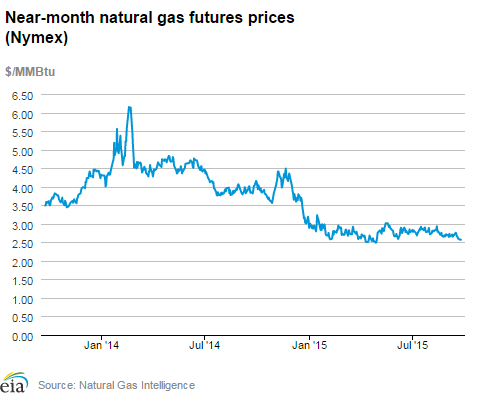 Near-month natural gas futures prices
(Nymex)
$/MMBtu
6.50
6.00
5.50
5.00
4.50
4.00
3.50
3.00
2.50
2.00
1.50
1.00
0.50
0.00
Jan '14
Jul '14
Jan '15
Jul '15
eia
Source: Natural Gas Intelligence